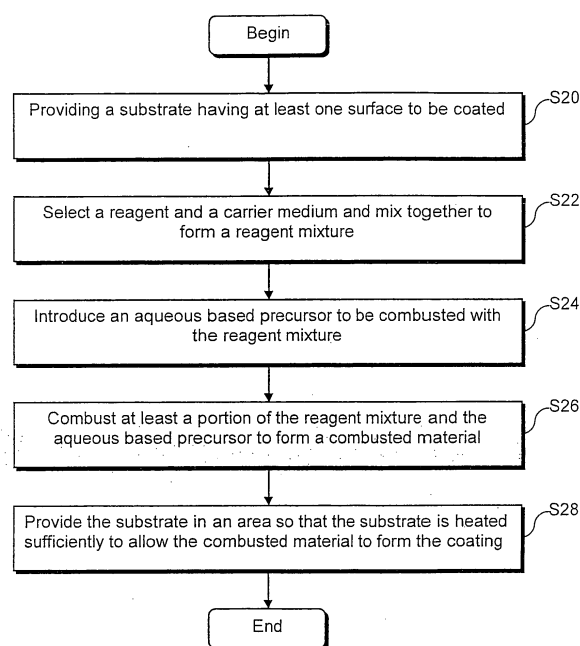 Begin
Providing a substrate having at least one surface to be coated
S20
Select a reagent and a carrier medium and mix together to
form a reagent mixture
S22
Introduce an aqueous based precursor to be combusted with
the reagent mixture
S24
Combust at least a portion of the reagent mixture and the
aqueous based precursor to form a combusted material
S26
Provide the substrate in an area so that the substrate is heated
sufficiently to allow the combusted material to form the coating
S28
End